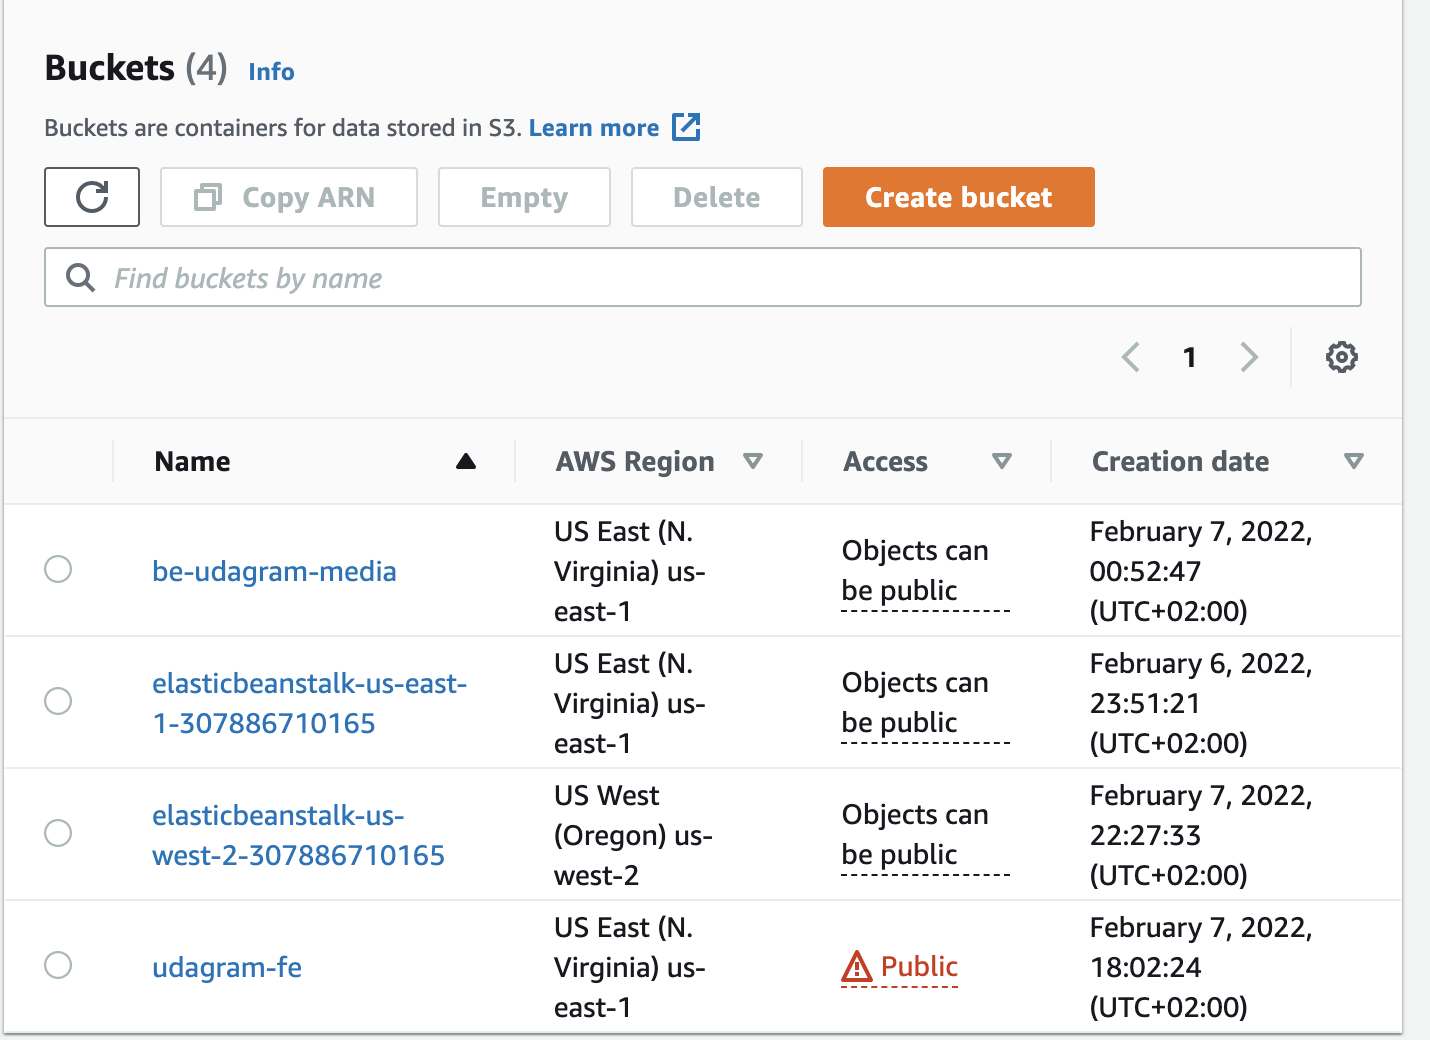 Buckets (4) Info
Buckets are containers for data stored in S3. Learn more
Copy ARN Empty Delete Create bucket
Find buckets by name
1
Name AWS Region Access Creation date
be-udagram-media
US East (N.
Virginia) us-
east-1
Objects can
be public
February 7, 2022,
00:52:47
(UTC+02:00)
elasticbeanstalk-us-east-
1-307886710165
US East (N.
Virginia) us-
east-1
Objects can
be public
February 6, 2022,
23:51:21
(UTC+02:00)
elasticbeanstalk-us-
west-2-307886710165
US West
(Oregon) us-
west-2
Objects can
be public
February 7, 2022,
22:27:33
(UTC+02:00)
udagram-fe
US East (N.
Virginia) us-
east-1
Public
February 7, 2022,
18:02:24
(UTC+02:00)